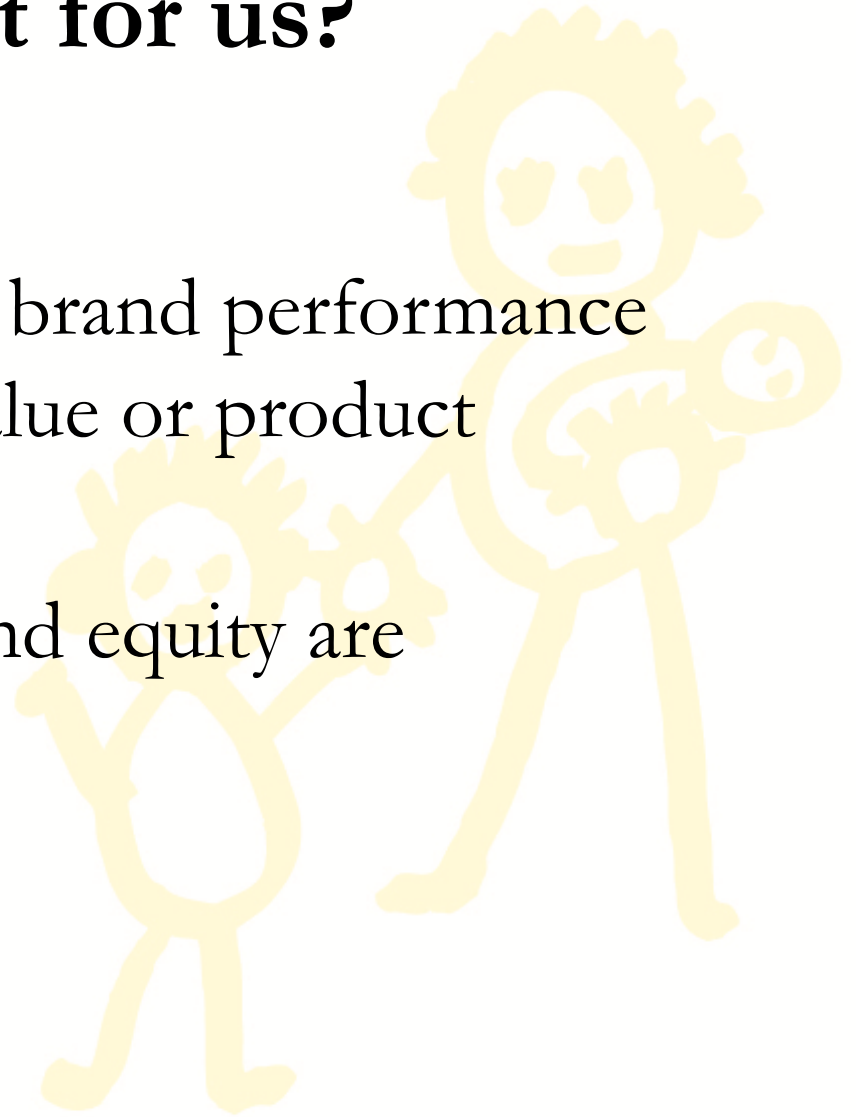 t for us?
brand performance
lue or product
nd equity are